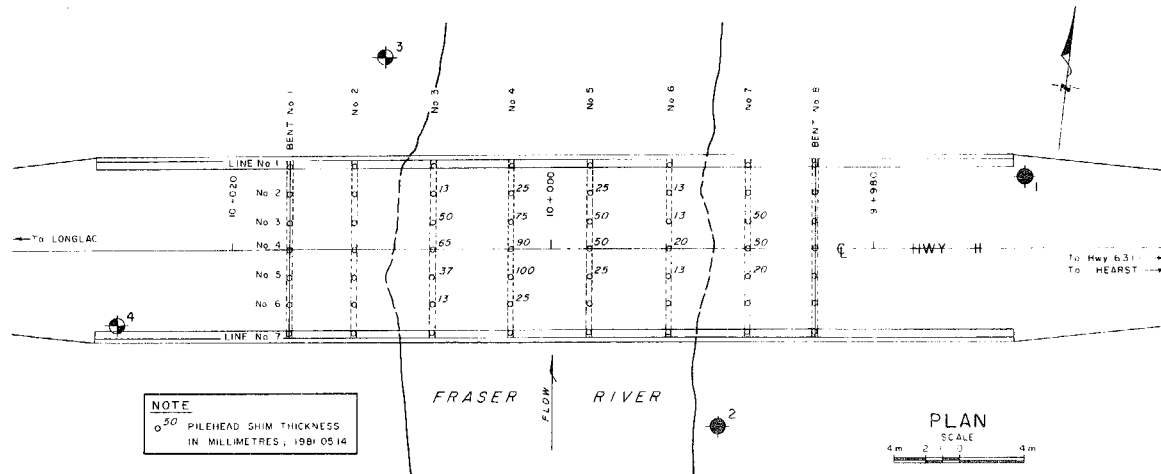 3
BENT No 1
No 2
No 3
No 4
No 5
No 6
No 7
BENT No 8
N
LINE No 1
1
10+020
10+000
9+980
No 2
13
25
25
13
No 3
50
75
50
13
50
To LONGLAC
No 4
65
90
50
20
50
℄
HWY 11
To Hwy 631
To HEARST
No 5
37
100
25
13
20
No 6
13
25
4
LINE No 7
FRASER RIVER
FLOW
2
NOTE
50 PILEHEAD SHIM THICKNESS
IN MILLIMETRES; 1981 05 14
PLAN
SCALE
4m 2 1 0 4m